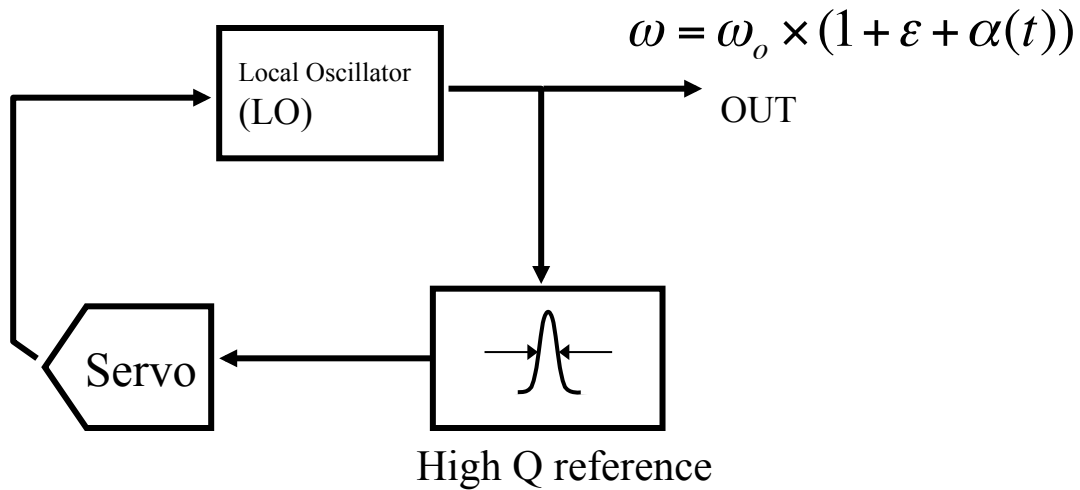 ω = ω_o × (1 + ε + α(t))
Local Oscillator
(LO)
OUT
Servo
High Q reference